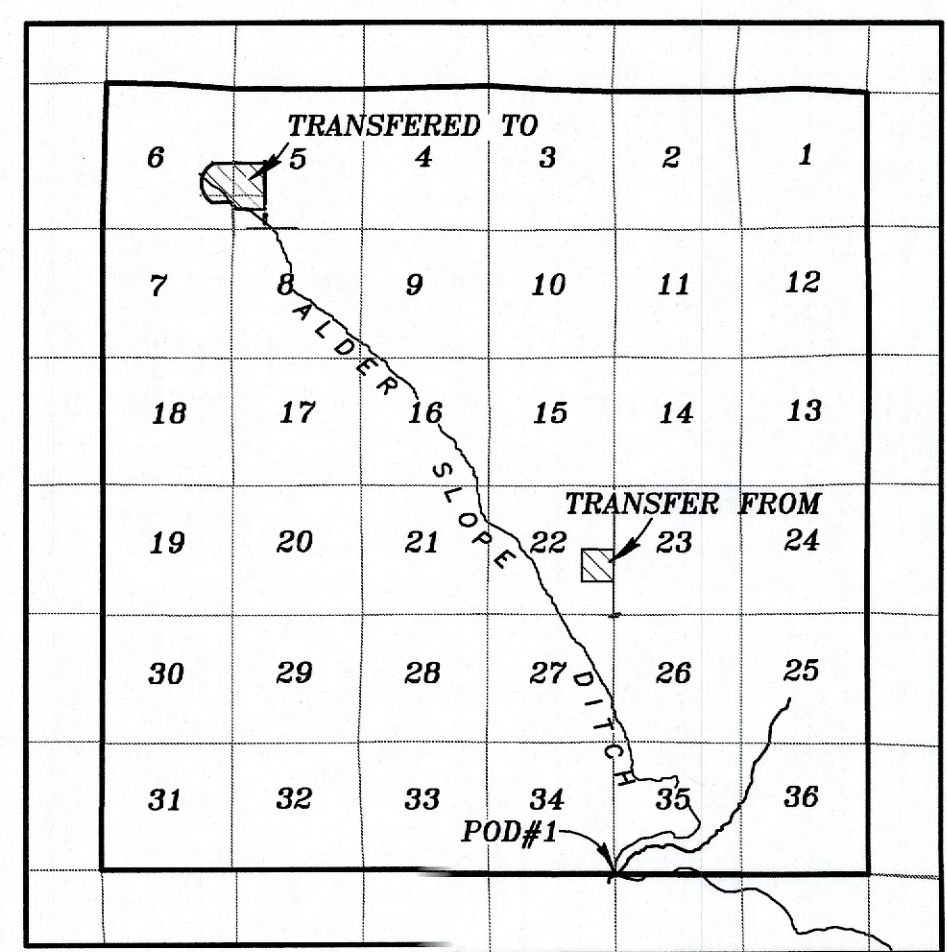 TRANSFERED TO
6 5 4 3 2 1
7 8 9 10 11 12
ALDER
18 17 16 15 14 13
SLOPE
TRANSFER FROM
19 20 21 22 23 24
30 29 28 27 26 25
DITCH
31 32 33 34 35 36
POD#1